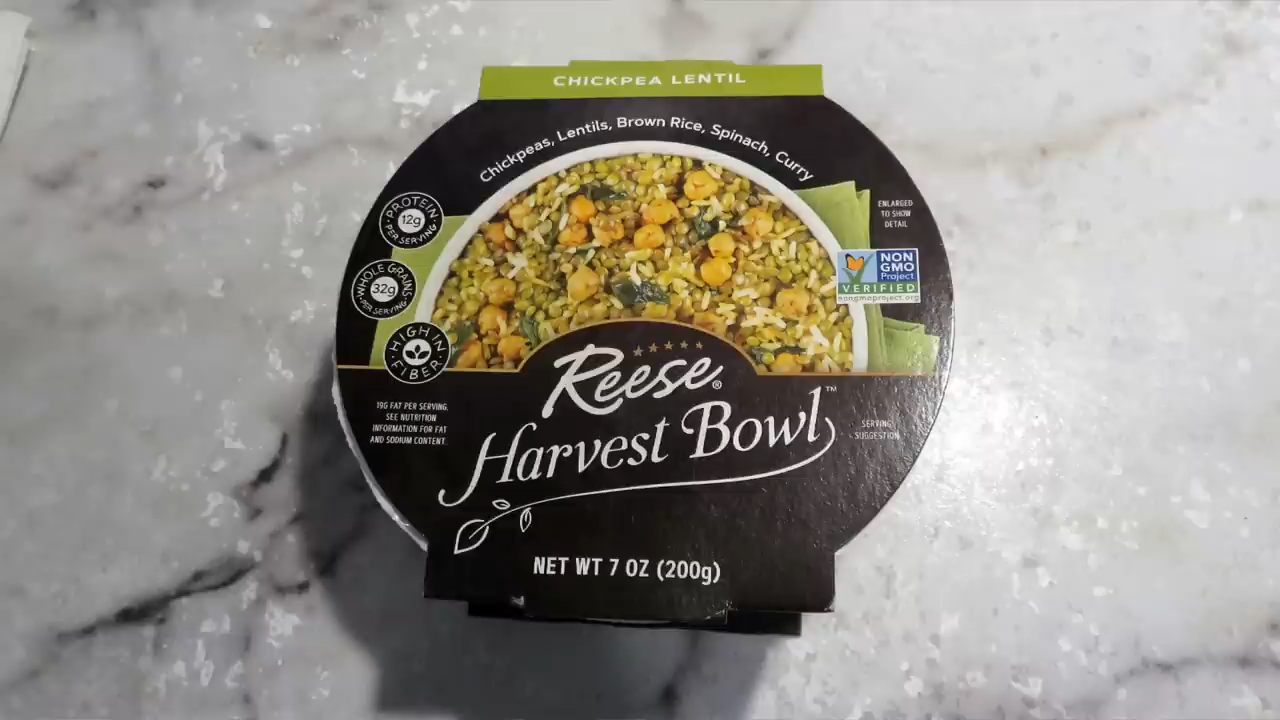 CHICKPEA LENTIL
Chickpeas, Lentils, Brown Rice, Spinach, Curry
PROTEIN
12g
PER SERVING
WHOLE GRAINS
32g
PER SERVING
HIGH IN
FIBER
ENLARGED
TO SHOW
DETAIL
NON
GMO
Project
VERIFIED
nongmoproject.org
Reese®
Harvest Bowl™
19G FAT PER SERVING.
SEE NUTRITION
INFORMATION FOR FAT
AND SODIUM CONTENT.
SERVING
SUGGESTION
NET WT 7 OZ (200g)